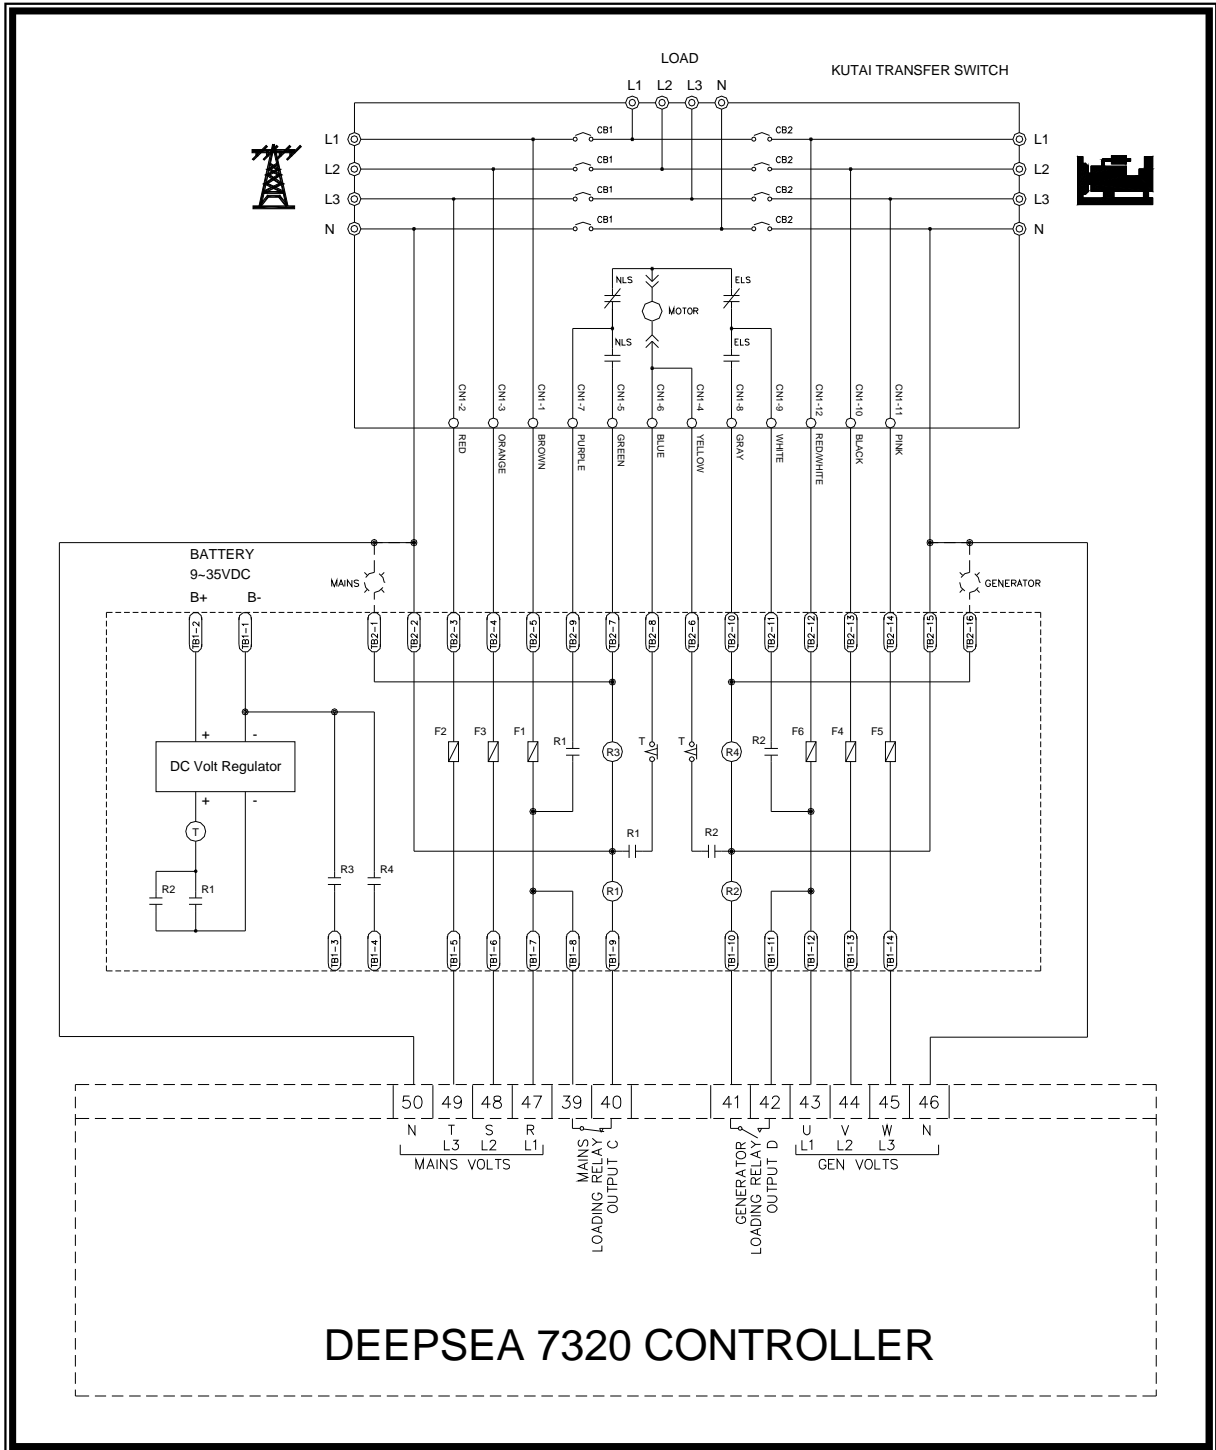 LOAD
KUTAI TRANSFER SWITCH
L1 L2 L3 N
L1 CB1 CB2 L1
L2 CB1 CB2 L2
L3 CB1 CB2 L3
N CB1 CB2 N
NLS ELS
MOTOR
NLS ELS
CN1-2 CN1-3 CN1-1 CN1-7 CN1-5 CN1-6 CN1-4 CN1-8 CN1-9 CN1-12 CN1-10 CN1-11
RED ORANGE BROWN PURPLE GREEN BLUE YELLOW GRAY WHITE RED/WHITE BLACK PINK
BATTERY
9~35VDC
B+ B-
MAINS GENERATOR
TB1-2 TB1-1 TB2-1 TB2-2 TB2-3 TB2-4 TB2-5 TB2-9 TB2-7 TB2-8 TB2-6 TB2-10 TB2-11 TB2-12 TB2-13 TB2-14 TB2-15 TB2-16
+ -
F2 F3 F1 R1 R3 T T R4 R2 F6 F4 F5
DC Volt Regulator
+ -
T
R1 R2
R3 R4
R2 R1
R1 R2
TB1-3 TB1-4 TB1-5 TB1-6 TB1-7 TB1-8 TB1-9 TB1-10 TB1-11 TB1-12 TB1-13 TB1-14
50 49 48 47 39 40 41 42 43 44 45 46
N T S R U V W N
L3 L2 L1 L1 L2 L3
MAINS VOLTS GEN VOLTS
MAINS
LOADING RELAY
OUTPUT C
GENERATOR
LOADING RELAY
OUTPUT D
DEEPSEA 7320 CONTROLLER